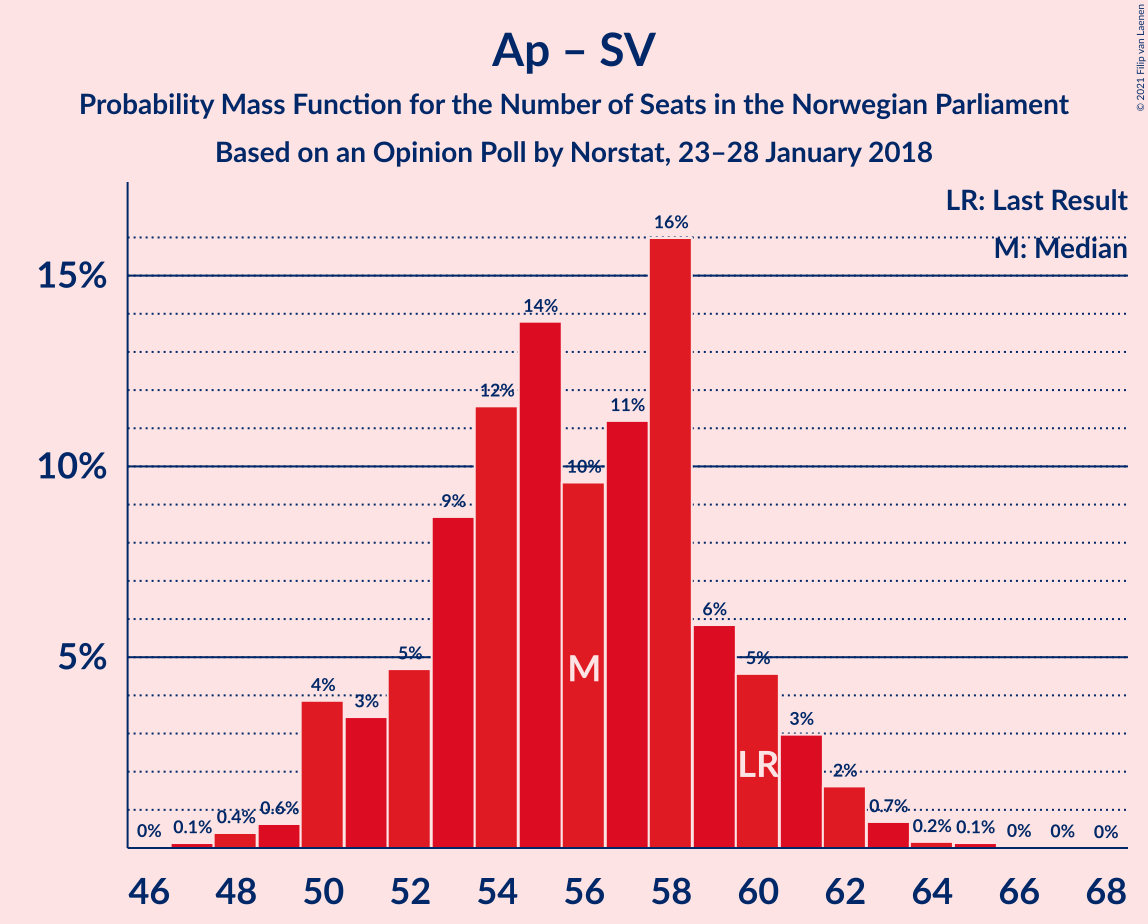 Ap – SV
Probability Mass Function for the Number of Seats in the Norwegian Parliament
Based on an Opinion Poll by Norstat, 23–28 January 2018
© 2021 Filip van Laenen
LR: Last Result
M: Median
15%
10%
5%
0%
0.1%
0.4%
0.6%
4%
3%
5%
9%
12%
14%
10%
11%
16%
6%
5%
3%
2%
0.7%
0.2%
0.1%
0%
0%
0%
M
LR
46 48 50 52 54 56 58 60 62 64 66 68